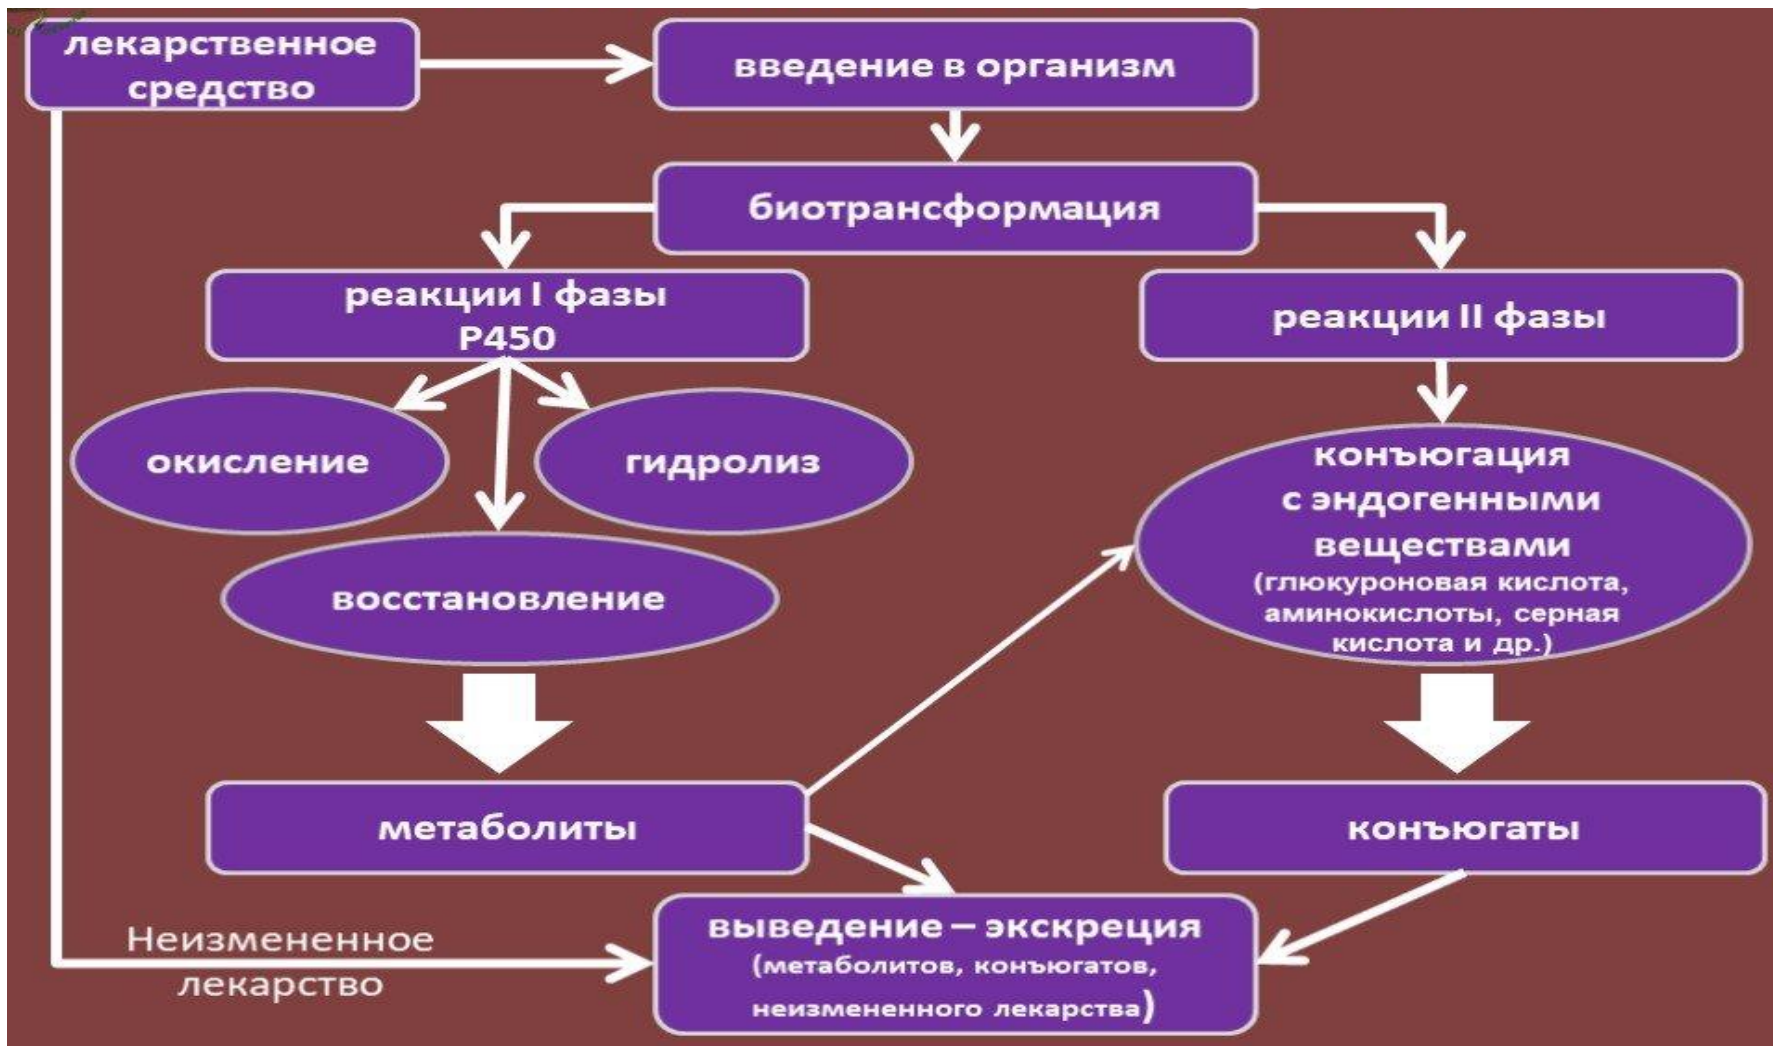 лекарственное
средство
введение в организм
биотрансформация
реакции I фазы
P450
реакции II фазы
окисление
гидролиз
восстановление
конъюгация
с эндогенными
веществами
(глюкуроновая кислота,
аминокислоты, серная
кислота и др.)
метаболиты
конъюгаты
Неизмененное
лекарство
выведение – экскреция
(метаболитов, конъюгатов,
неизмененного лекарства)